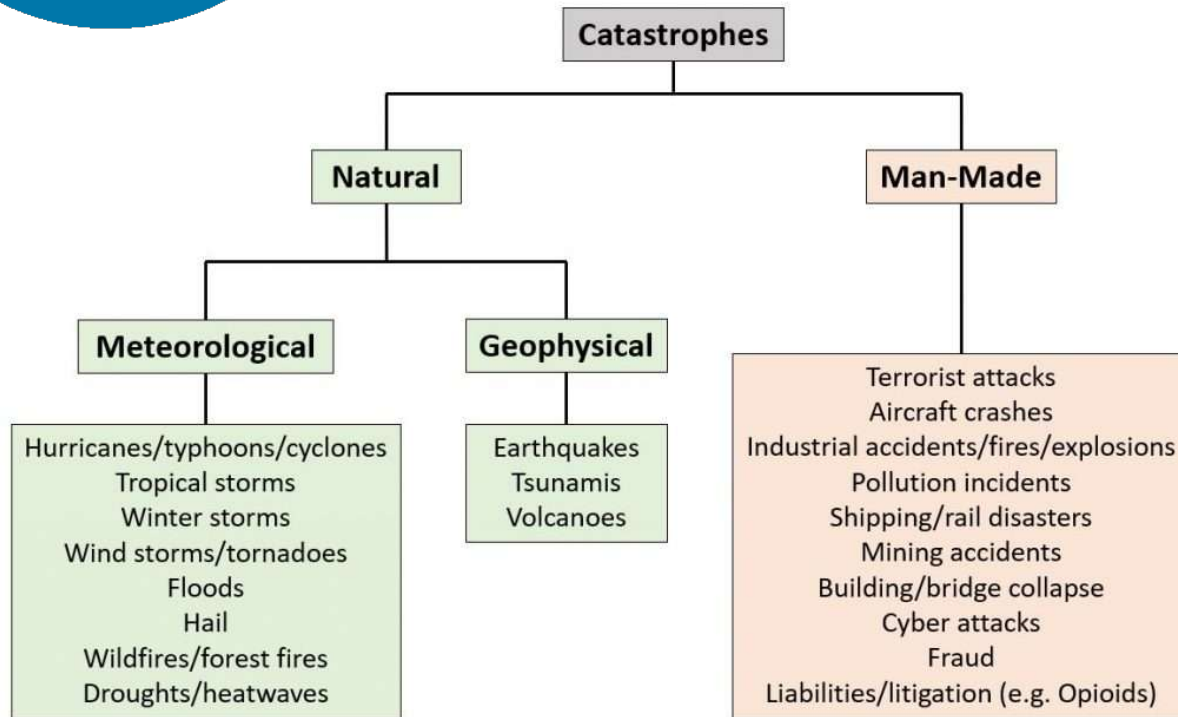 Catastrophes
Natural
Man-Made
Meteorological
Geophysical
Hurricanes/typhoons/cyclones
Tropical storms
Winter storms
Wind storms/tornadoes
Floods
Hail
Wildfires/forest fires
Droughts/heatwaves
Earthquakes
Tsunamis
Volcanoes
Terrorist attacks
Aircraft crashes
Industrial accidents/fires/explosions
Pollution incidents
Shipping/rail disasters
Mining accidents
Building/bridge collapse
Cyber attacks
Fraud
Liabilities/litigation (e.g. Opioids)